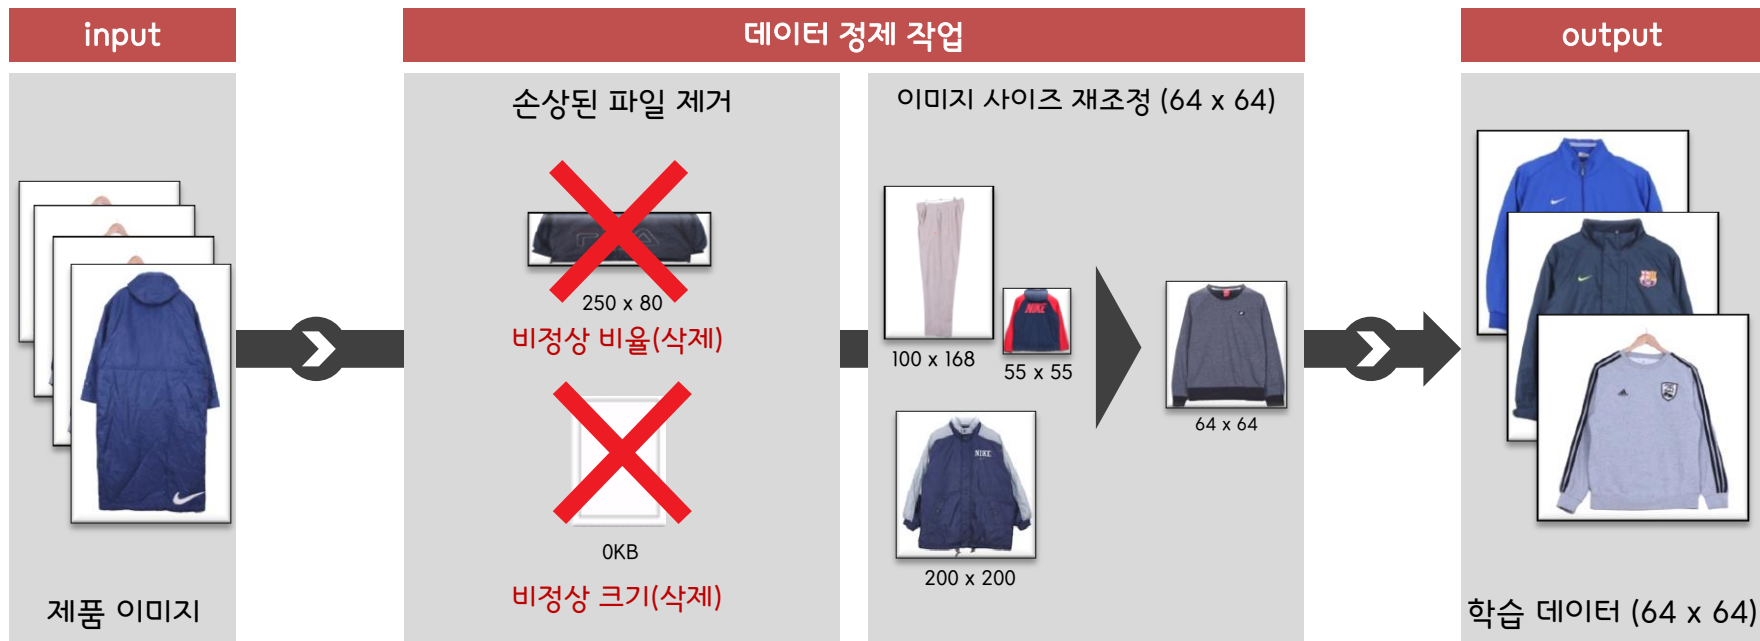 input
데이터 정제 작업
output
손상된 파일 제거
250 x 80
비정상 비율(삭제)
0KB
비정상 크기(삭제)
이미지 사이즈 재조정 (64 x 64)
100 x 168
NIKE
55 x 55
NIKE
200 x 200
64 x 64
제품 이미지
학습 데이터 (64 x 64)